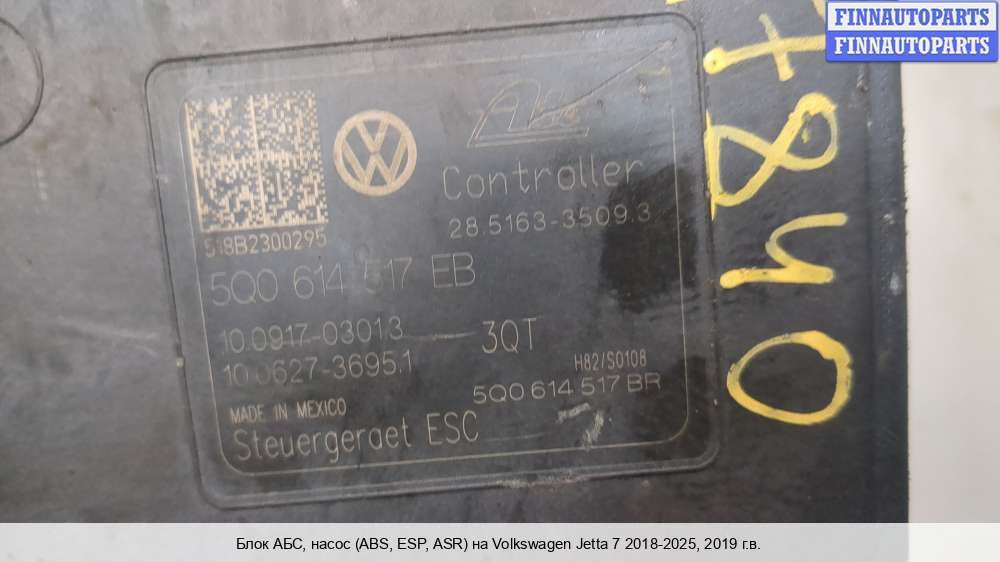 FINNAUTOPARTS
FINNAUTOPARTS
Controller
28.5163-3509.3
5Q0 614 517 EB
10.0917-03013
3QT
10.0627-3695.1
H82/S0108
5Q0 614 517 BR
MADE IN MEXICO
Steuergeraet ESC
7840
Блок АБС, насос (ABS, ESP, ASR) на Volkswagen Jetta 7 2018-2025, 2019 г.в.